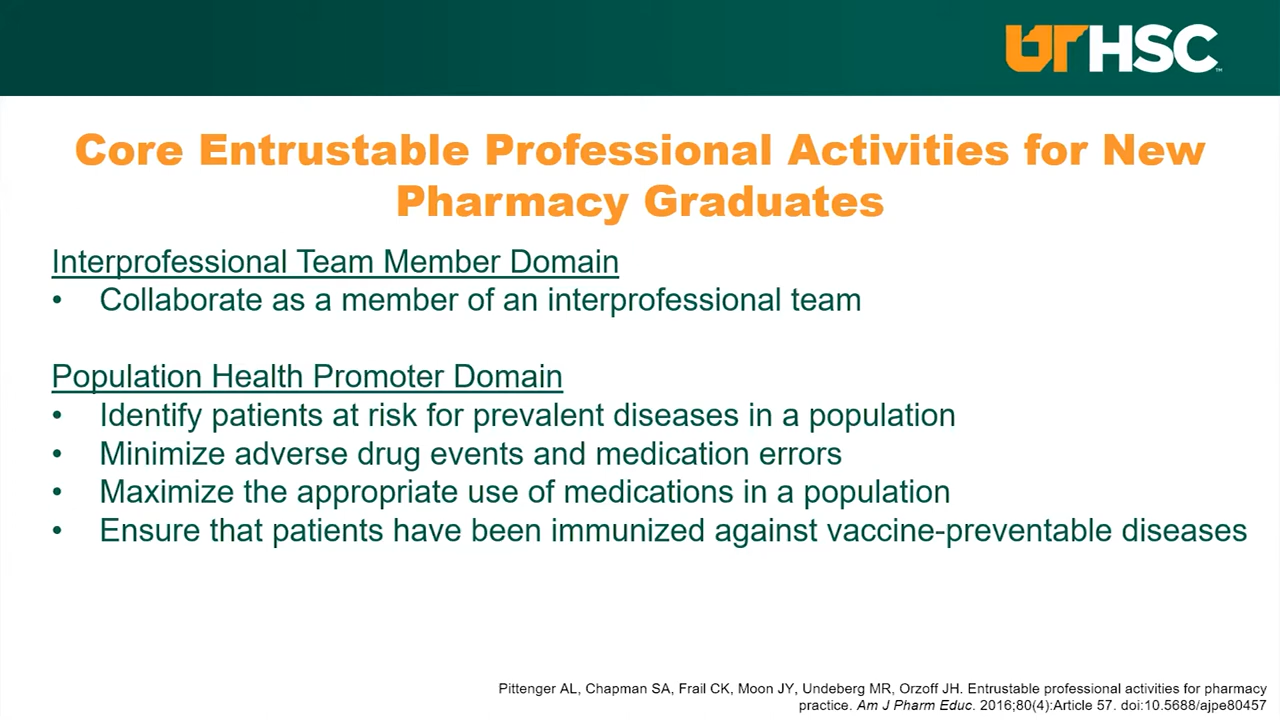 UTHSC™
Core Entrustable Professional Activities for New
Pharmacy Graduates
Interprofessional Team Member Domain
• Collaborate as a member of an interprofessional team
Population Health Promoter Domain
• Identify patients at risk for prevalent diseases in a population
• Minimize adverse drug events and medication errors
• Maximize the appropriate use of medications in a population
• Ensure that patients have been immunized against vaccine-preventable diseases
Pittenger AL, Chapman SA, Frail CK, Moon JY, Undeberg MR, Orzoff JH. Entrustable professional activities for pharmacy
practice. Am J Pharm Educ. 2016;80(4):Article 57. doi:10.5688/ajpe80457